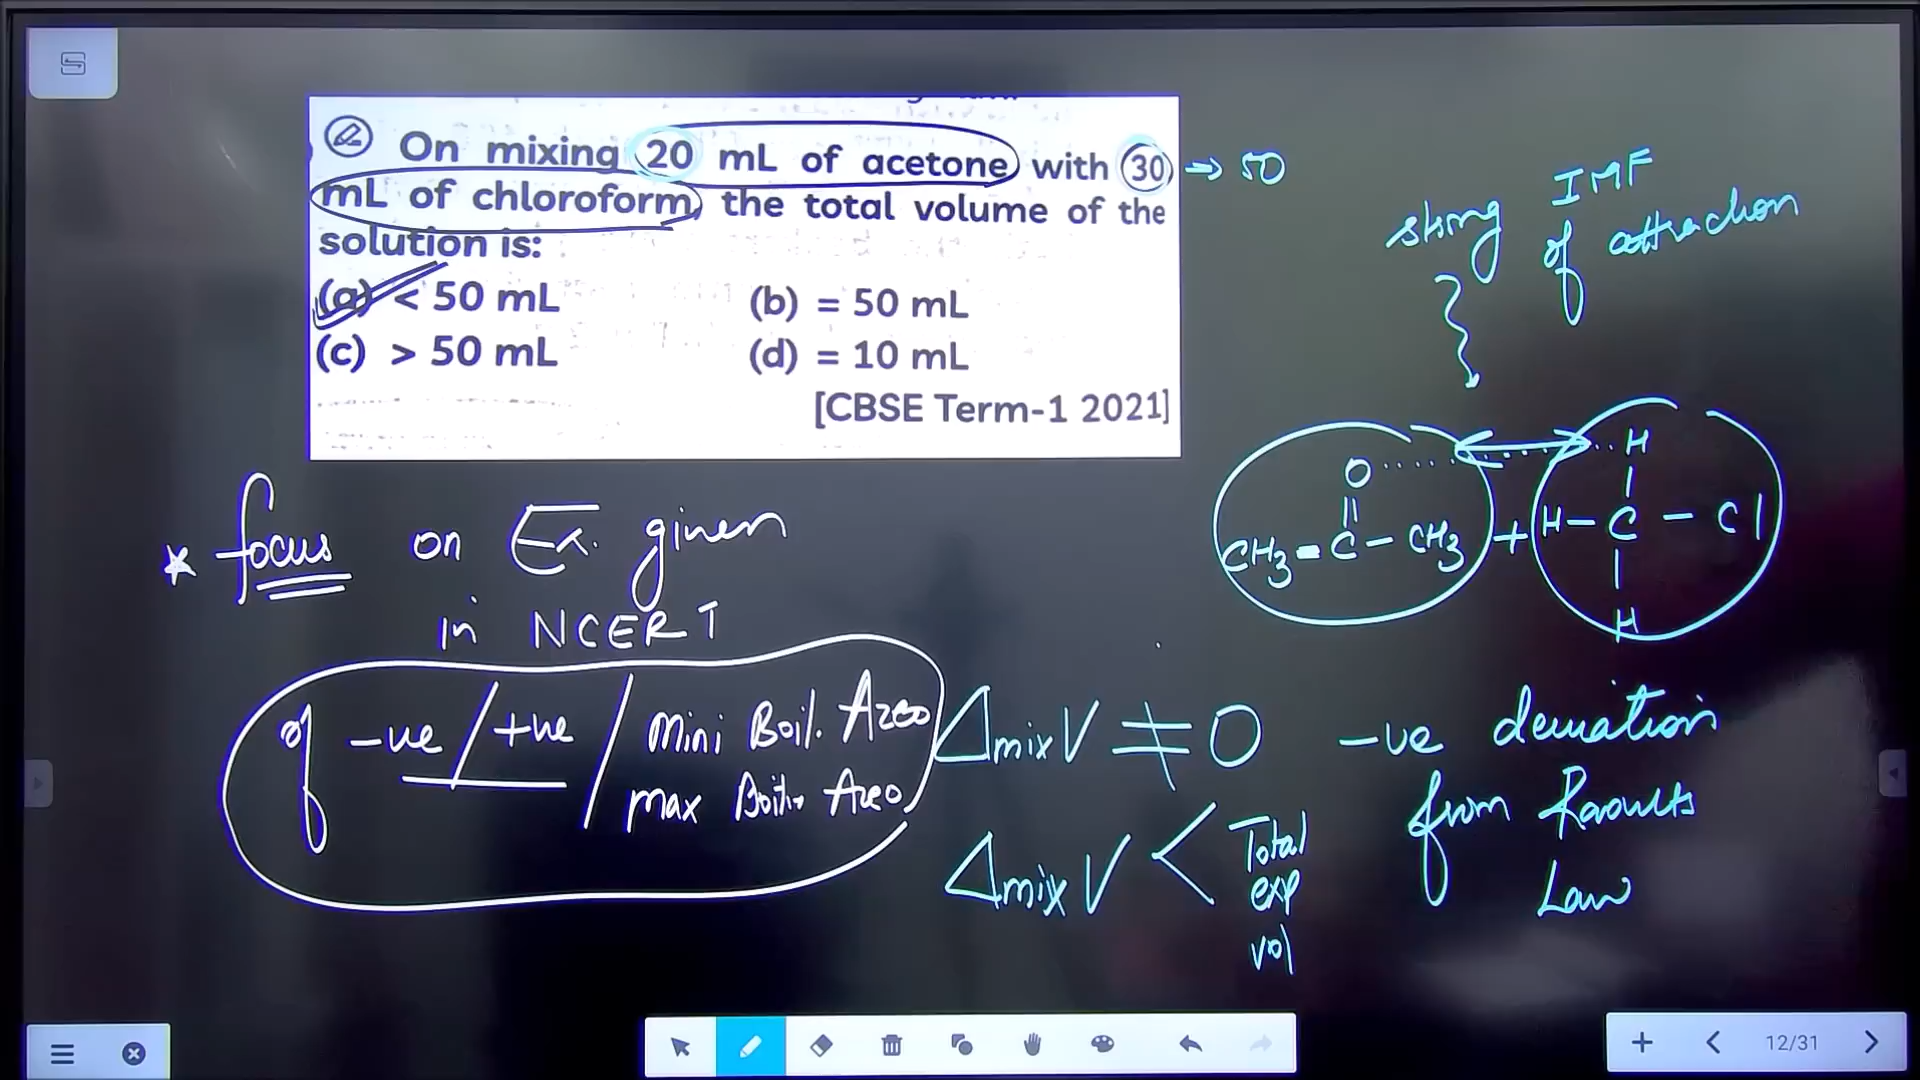 On mixing 20 mL of acetone with 30 → 50
mL of chloroform, the total volume of the
solution is:
(a) < 50 mL
(b) = 50 mL
(c) > 50 mL
(d) = 10 mL
[CBSE Term-1 2021]
strong IMF
of attraction
O ...... H
CH3 - C - CH3 + H - C - Cl
H
* focus on Ex. given
in NCERT
of -ve / +ve / Mini Boil. Azeo
max Boil. Azeo
ΔmixV ≠ 0
ΔmixV < Total
exp
vol
-ve deviation
from Raoults
Law
12/31